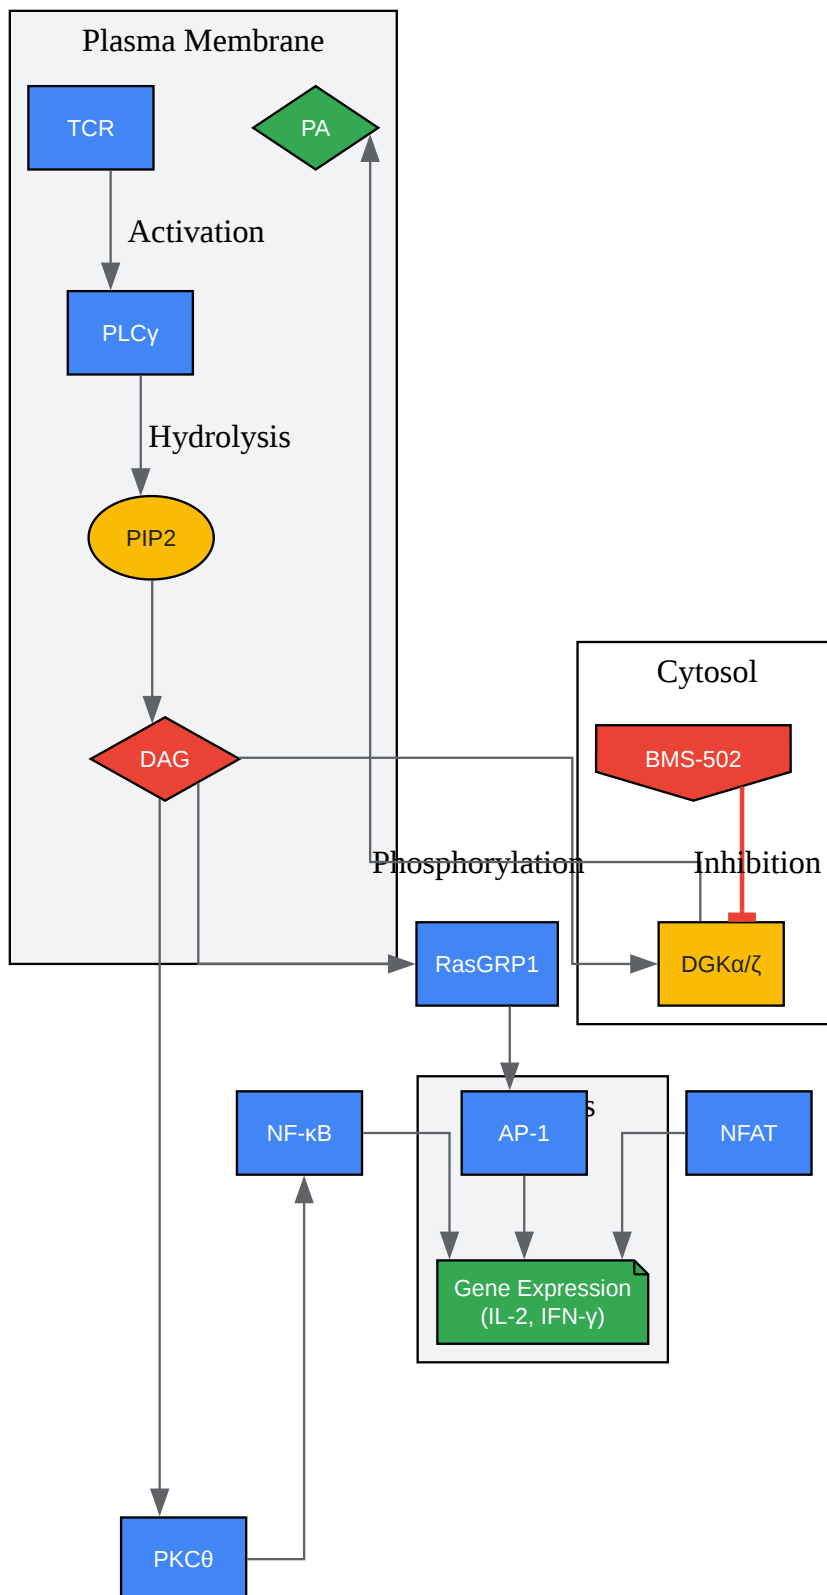 Plasma Membrane
TCR
PA
Activation
PLCγ
Hydrolysis
PIP2
Cytosol
DAG
BMS-502
Phosphorylation
Inhibition
RasGRP1
DGKα/ζ
NF-κB
AP-1
NFAT
Gene Expression
(IL-2, IFN-γ)
PKCθ